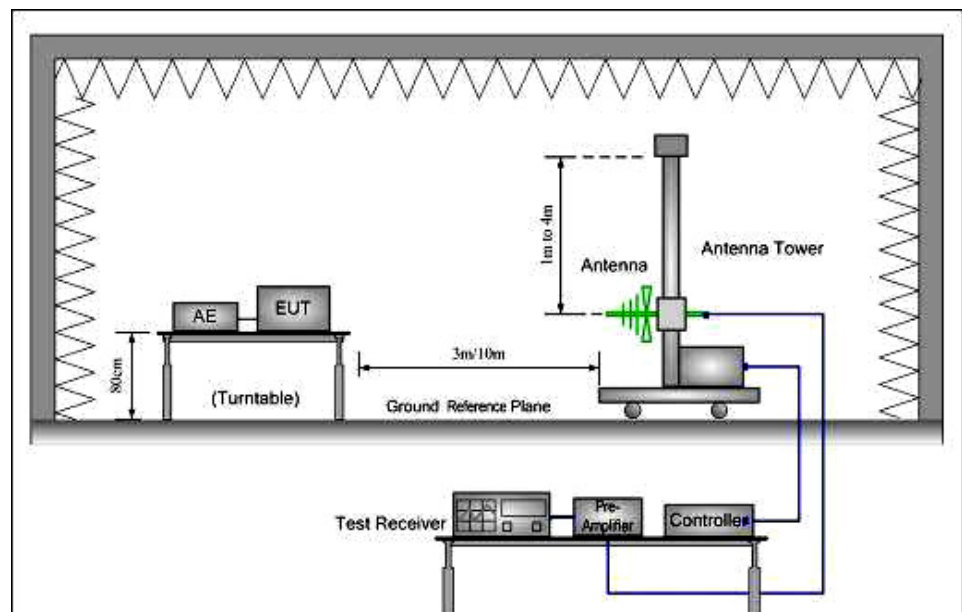 1m to 4m
Antenna
Antenna Tower
AE
EUT
80cm
(Turntable)
3m/10m
Ground Reference Plane
Test Receiver
Pre-
Amplifier
Controller